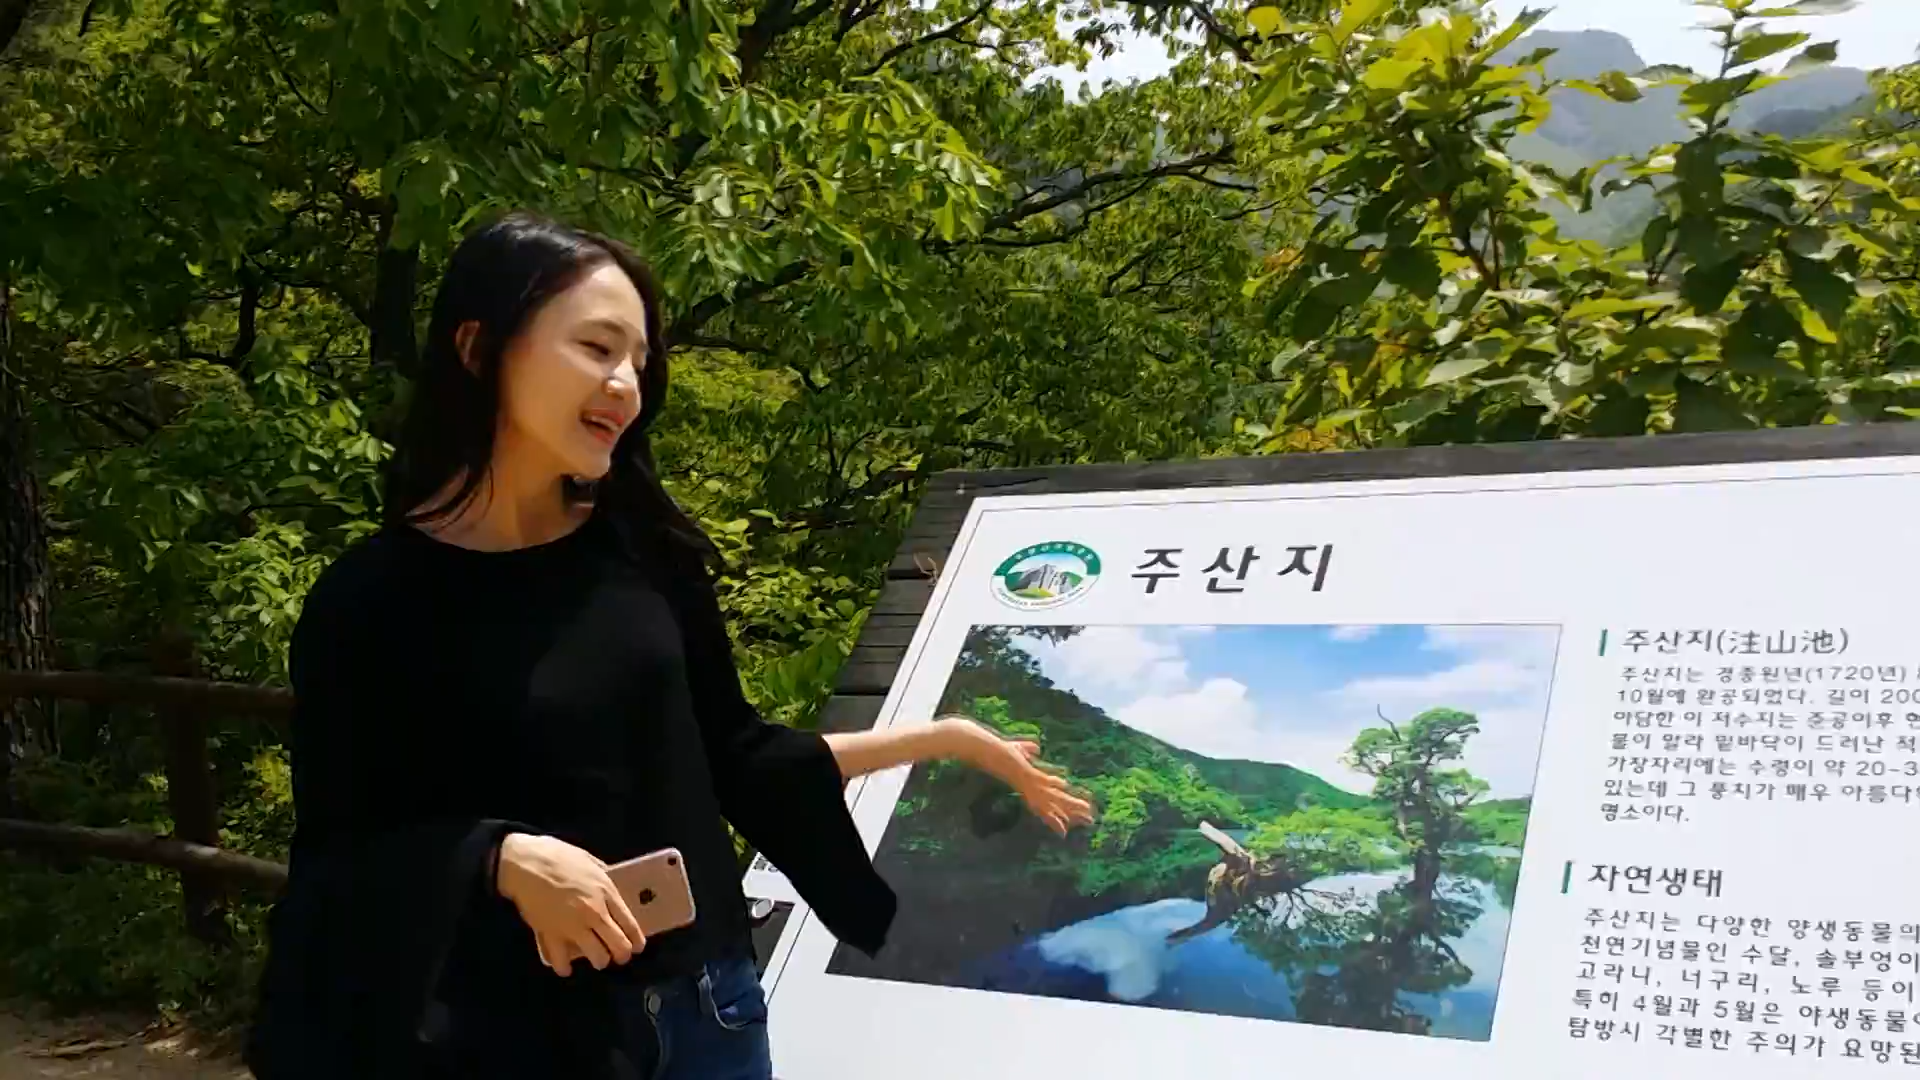 주산지
주산지(注山池)
주산지는 경종원년(1720년)
10월에 완공되었다. 길이 200
아담한 이 저수지는 준공이후
물이 말라 밑바닥이 드러난 적
가장자리에는 수령이 약 20~3
있는데 그 풍치가 매우 아름다
명소이다.
자연생태
주산지는 다양한 양생동물의
천연기념물인 수달, 솔부엉이
고라니, 너구리, 노루 등이
특히 4월과 5월은 야생동물
탐방시 각별한 주의가 요망된